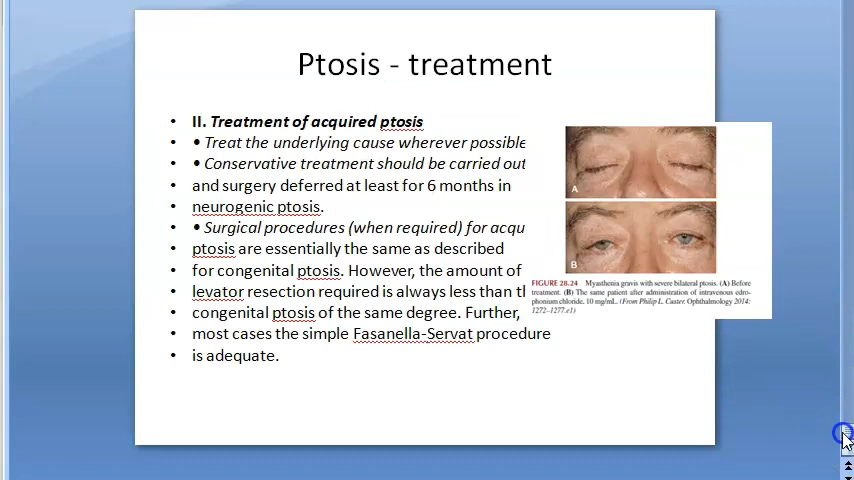 Ptosis - treatment
• II. Treatment of acquired ptosis
• • Treat the underlying cause wherever possible
• • Conservative treatment should be carried out
• and surgery deferred at least for 6 months in
• neurogenic ptosis.
• • Surgical procedures (when required) for acqu
• ptosis are essentially the same as described
• for congenital ptosis. However, the amount of
• levator resection required is always less than tl
• congenital ptosis of the same degree. Further,
• most cases the simple Fasanella-Servat procedure
• is adequate.
A
B
FIGURE 28.24 Myasthenia gravis with severe bilateral ptosis. (A) Before
treatment. (B) The same patient after administration of intravenous edro-
phonium chloride, 10 mg/mL. (From Philip L. Custer. Ophthalmology 2014:
1272–1277.e1)